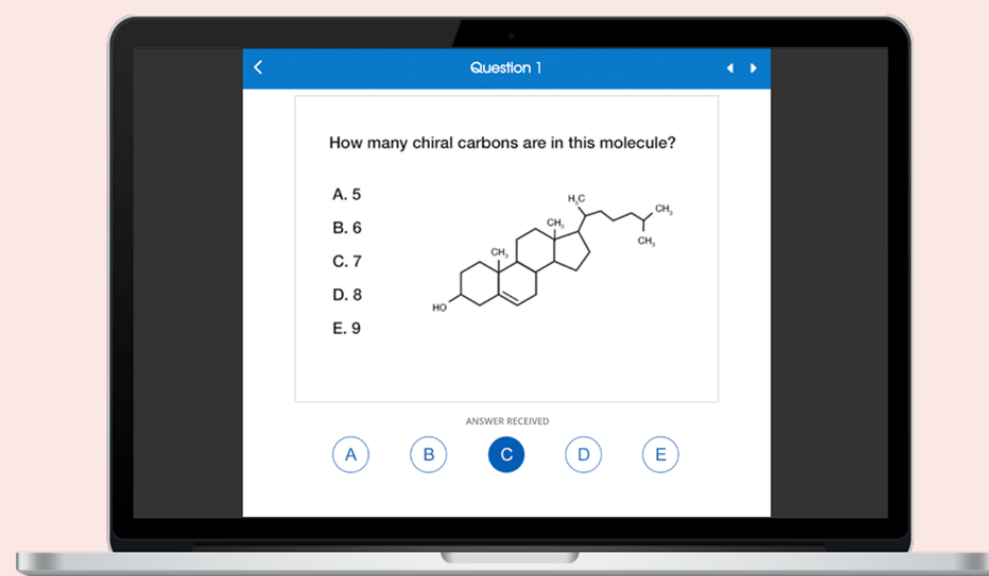 Question 1
How many chiral carbons are in this molecule?
A. 5
B. 6
C. 7
D. 8
E. 9
H₃C
CH₃
CH₃
CH₃
CH₃
HO
ANSWER RECEIVED
A B C D E